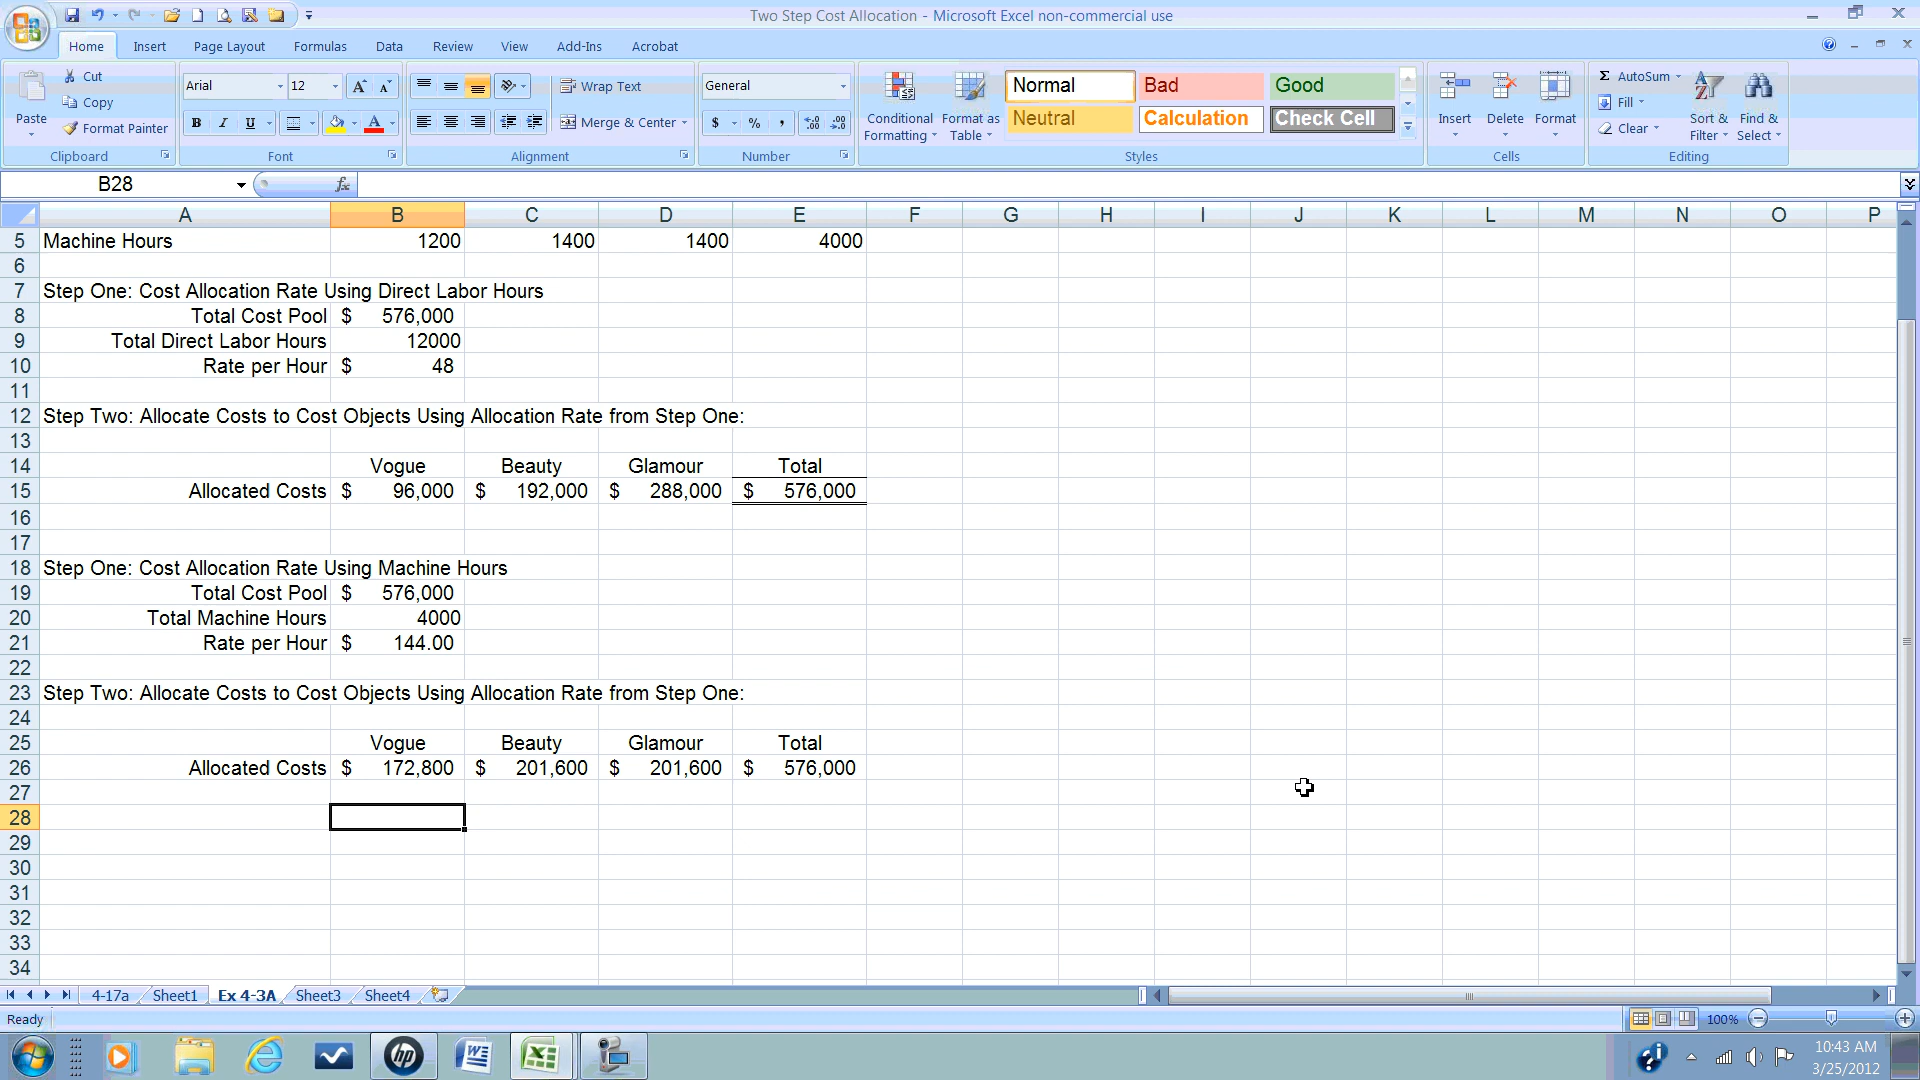 Two Step Cost Allocation - Microsoft Excel non-commercial use
Home Insert Page Layout Formulas Data Review View Add-Ins Acrobat
Paste Cut Copy Format Painter Clipboard
Arial 12 A A B I U A Font
Wrap Text Merge & Center Alignment
General $ % , .00 .0 Number
Conditional Formatting Format as Table Normal Bad Good Neutral Calculation Check Cell Styles
Insert Delete Format Cells
Σ AutoSum Fill Clear Sort & Filter Find & Select Editing
B28 fx
A B C D E F G H I J K L M N O P
5 Machine Hours 1200 1400 1400 4000
6
7 Step One: Cost Allocation Rate Using Direct Labor Hours
8 Total Cost Pool $ 576,000
9 Total Direct Labor Hours 12000
10 Rate per Hour $ 48
11
12 Step Two: Allocate Costs to Cost Objects Using Allocation Rate from Step One:
13
14 Vogue Beauty Glamour Total
15 Allocated Costs $ 96,000 $ 192,000 $ 288,000 $ 576,000
16
17
18 Step One: Cost Allocation Rate Using Machine Hours
19 Total Cost Pool $ 576,000
20 Total Machine Hours 4000
21 Rate per Hour $ 144.00
22
23 Step Two: Allocate Costs to Cost Objects Using Allocation Rate from Step One:
24
25 Vogue Beauty Glamour Total
26 Allocated Costs $ 172,800 $ 201,600 $ 201,600 $ 576,000
27
28
29
30
31
32
33
34
4-17a Sheet1 Ex 4-3A Sheet3 Sheet4
Ready 100%
hp 10:43 AM
3/25/2012